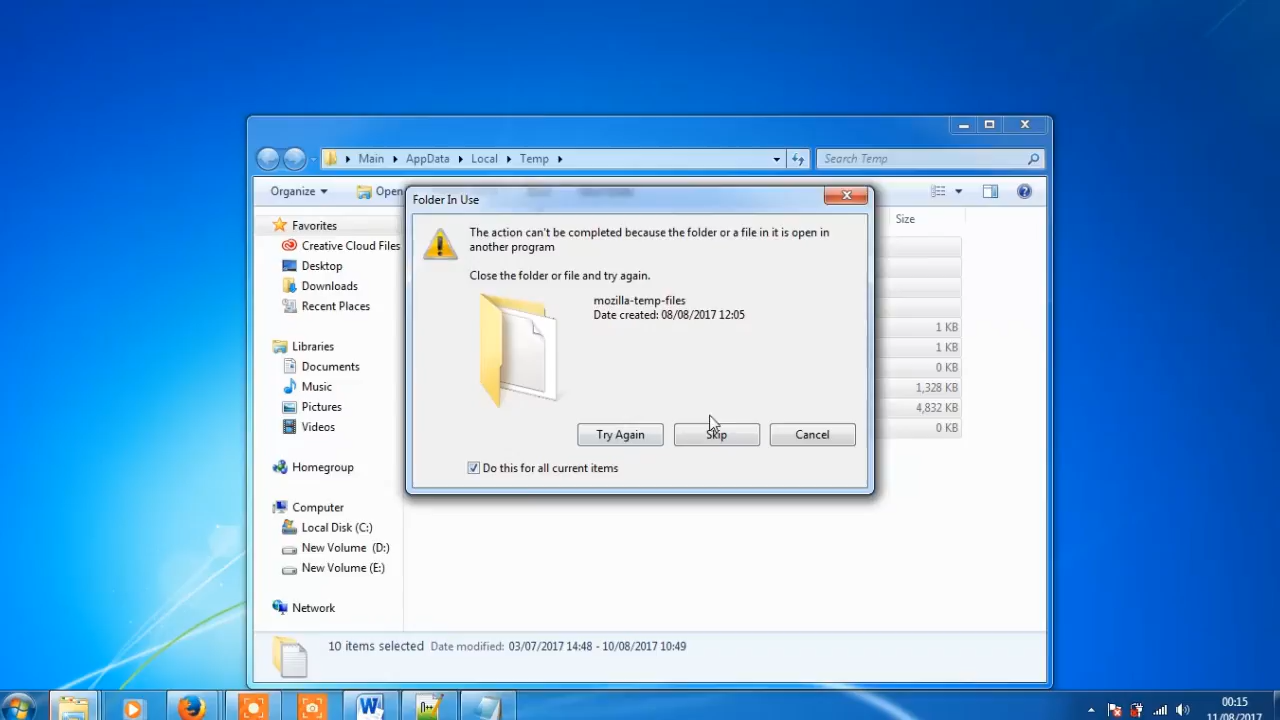 Main
AppData
Local
Temp
Search Temp
Organize
Open
Size
Favorites
Creative Cloud Files
Desktop
Downloads
Recent Places
Libraries
Documents
Music
Pictures
Videos
Homegroup
Computer
Local Disk (C:)
New Volume (D:)
New Volume (E:)
Network
Folder In Use
The action can't be completed because the folder or a file in it is open in
another program
Close the folder or file and try again.
mozilla-temp-files
Date created: 08/08/2017 12:05
Try Again
Skip
Cancel
Do this for all current items
1 KB
1 KB
0 KB
1,328 KB
4,832 KB
0 KB
10 items selected Date modified: 03/07/2017 14:48 - 10/08/2017 10:49
W
00:15
11/08/2017